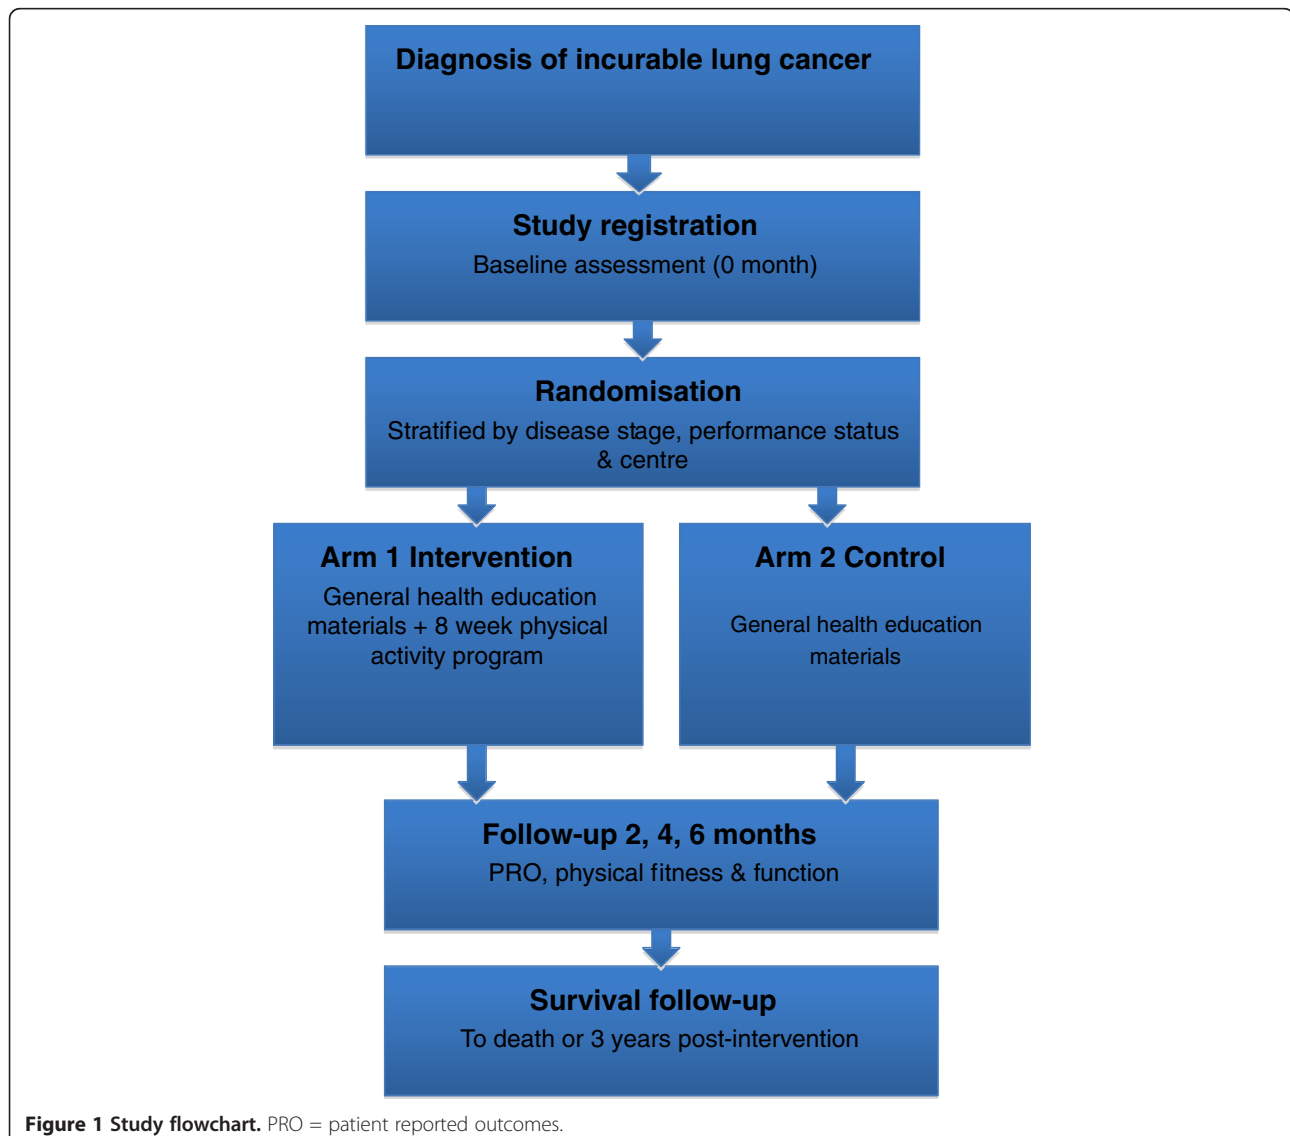 Diagnosis of incurable lung cancer
Study registration
Baseline assessment (0 month)
Randomisation
Stratified by disease stage, performance status
& centre
Arm 1 Intervention
General health education
materials + 8 week physical
activity program
Arm 2 Control
General health education
materials
Follow-up 2, 4, 6 months
PRO, physical fitness & function
Survival follow-up
To death or 3 years post-intervention
Figure 1 Study flowchart. PRO = patient reported outcomes.